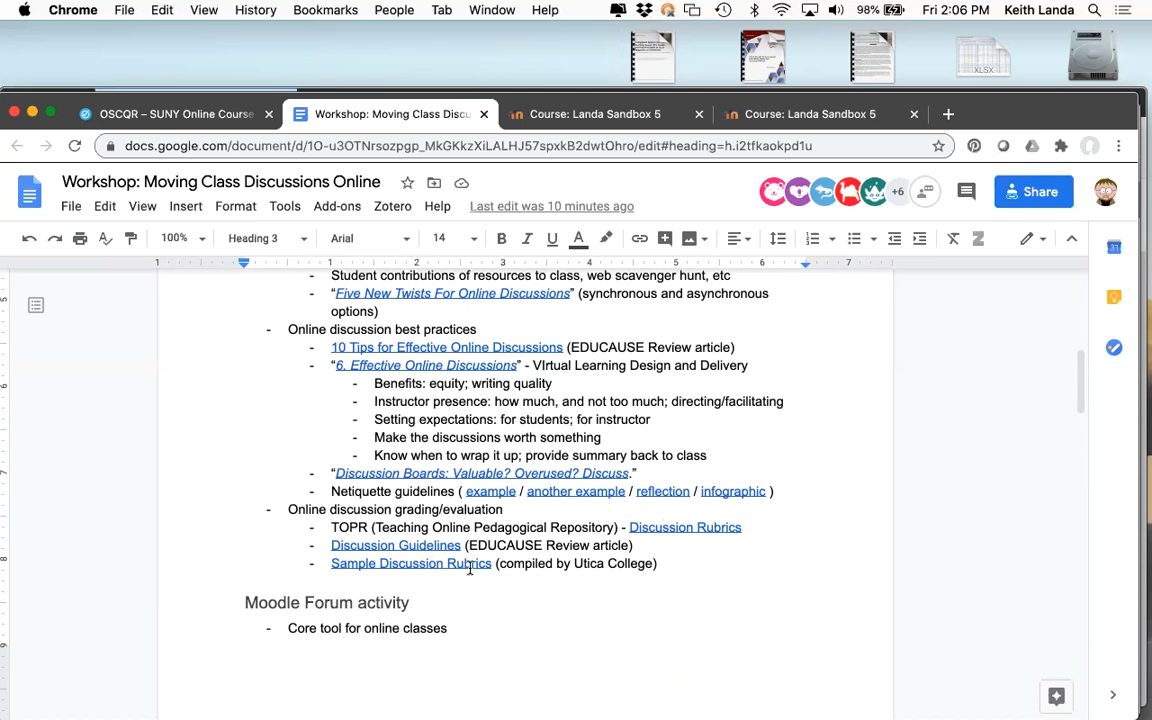 Chrome File Edit View History Bookmarks People Tab Window Help 98% Fri 2:06 PM Keith Landa
XLSX
OSCQR – SUNY Online Course Workshop: Moving Class Discu Course: Landa Sandbox 5 Course: Landa Sandbox 5
docs.google.com/document/d/1O-u3OTNrsozpgp_MkGKkzXiLALHJ57spxkB2dwtOhro/edit#heading=h.i2tfkaokpd1u
Workshop: Moving Class Discussions Online
+6
Share
File Edit View Insert Format Tools Add-ons Zotero Help Last edit was 10 minutes ago
100% Heading 3 Arial 14 B I U A
1 1 2 3 4 5 6 7
- Student contributions of resources to class, web scavenger hunt, etc
- “Five New Twists For Online Discussions” (synchronous and asynchronous
options)
- Online discussion best practices
- 10 Tips for Effective Online Discussions (EDUCAUSE Review article)
- “6. Effective Online Discussions” - VIrtual Learning Design and Delivery
- Benefits: equity; writing quality
- Instructor presence: how much, and not too much; directing/facilitating
- Setting expectations: for students; for instructor
- Make the discussions worth something
- Know when to wrap it up; provide summary back to class
- “Discussion Boards: Valuable? Overused? Discuss.”
- Netiquette guidelines ( example / another example / reflection / infographic )
- Online discussion grading/evaluation
- TOPR (Teaching Online Pedagogical Repository) - Discussion Rubrics
- Discussion Guidelines (EDUCAUSE Review article)
- Sample Discussion Rubrics (compiled by Utica College)
Moodle Forum activity
- Core tool for online classes